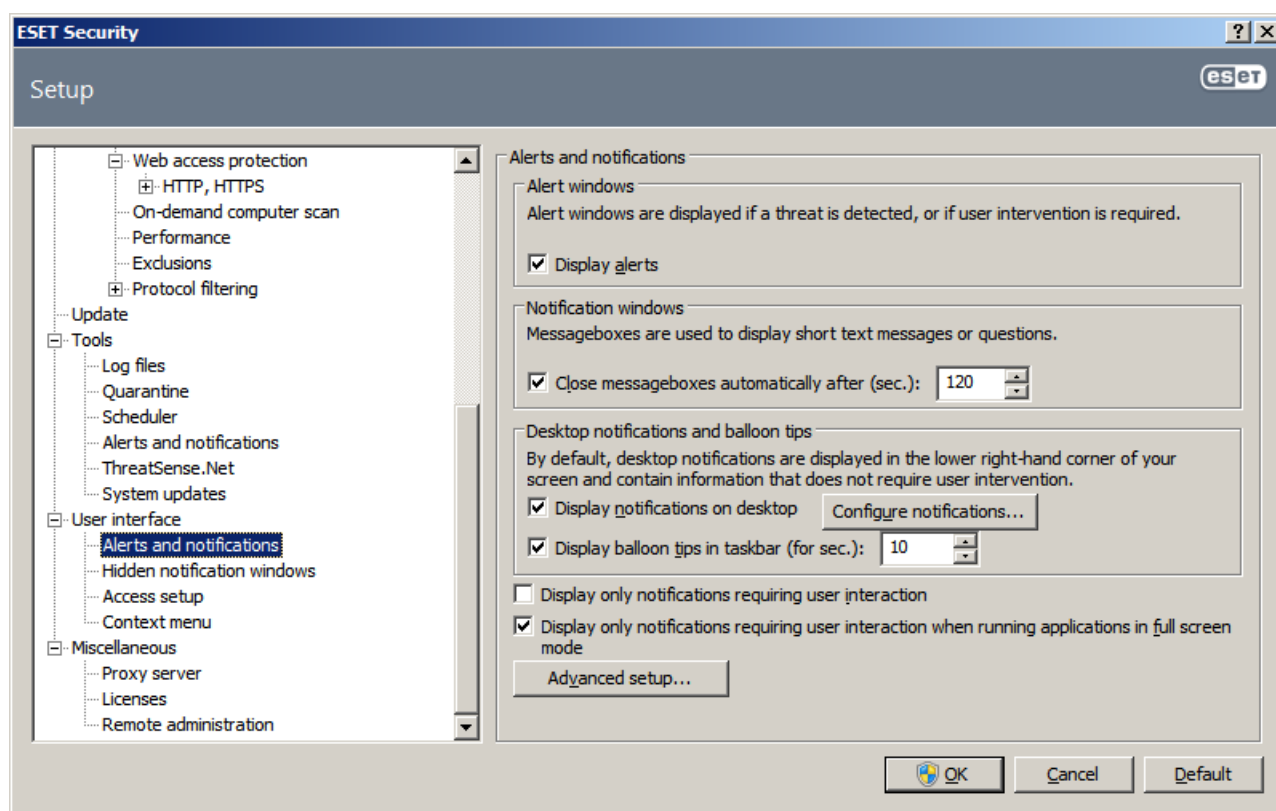 ESET Security
Setup
eseT
Web access protection
HTTP, HTTPS
On-demand computer scan
Performance
Exclusions
Protocol filtering
Update
Tools
Log files
Quarantine
Scheduler
Alerts and notifications
ThreatSense.Net
System updates
User interface
Alerts and notifications
Hidden notification windows
Access setup
Context menu
Miscellaneous
Proxy server
Licenses
Remote administration
Alerts and notifications
Alert windows
Alert windows are displayed if a threat is detected, or if user intervention is required.
Display alerts
Notification windows
Messageboxes are used to display short text messages or questions.
Close messageboxes automatically after (sec.): 120
Desktop notifications and balloon tips
By default, desktop notifications are displayed in the lower right-hand corner of your
screen and contain information that does not require user intervention.
Display notifications on desktop Configure notifications...
Display balloon tips in taskbar (for sec.): 10
Display only notifications requiring user interaction
Display only notifications requiring user interaction when running applications in full screen
mode
Advanced setup...
OK Cancel Default